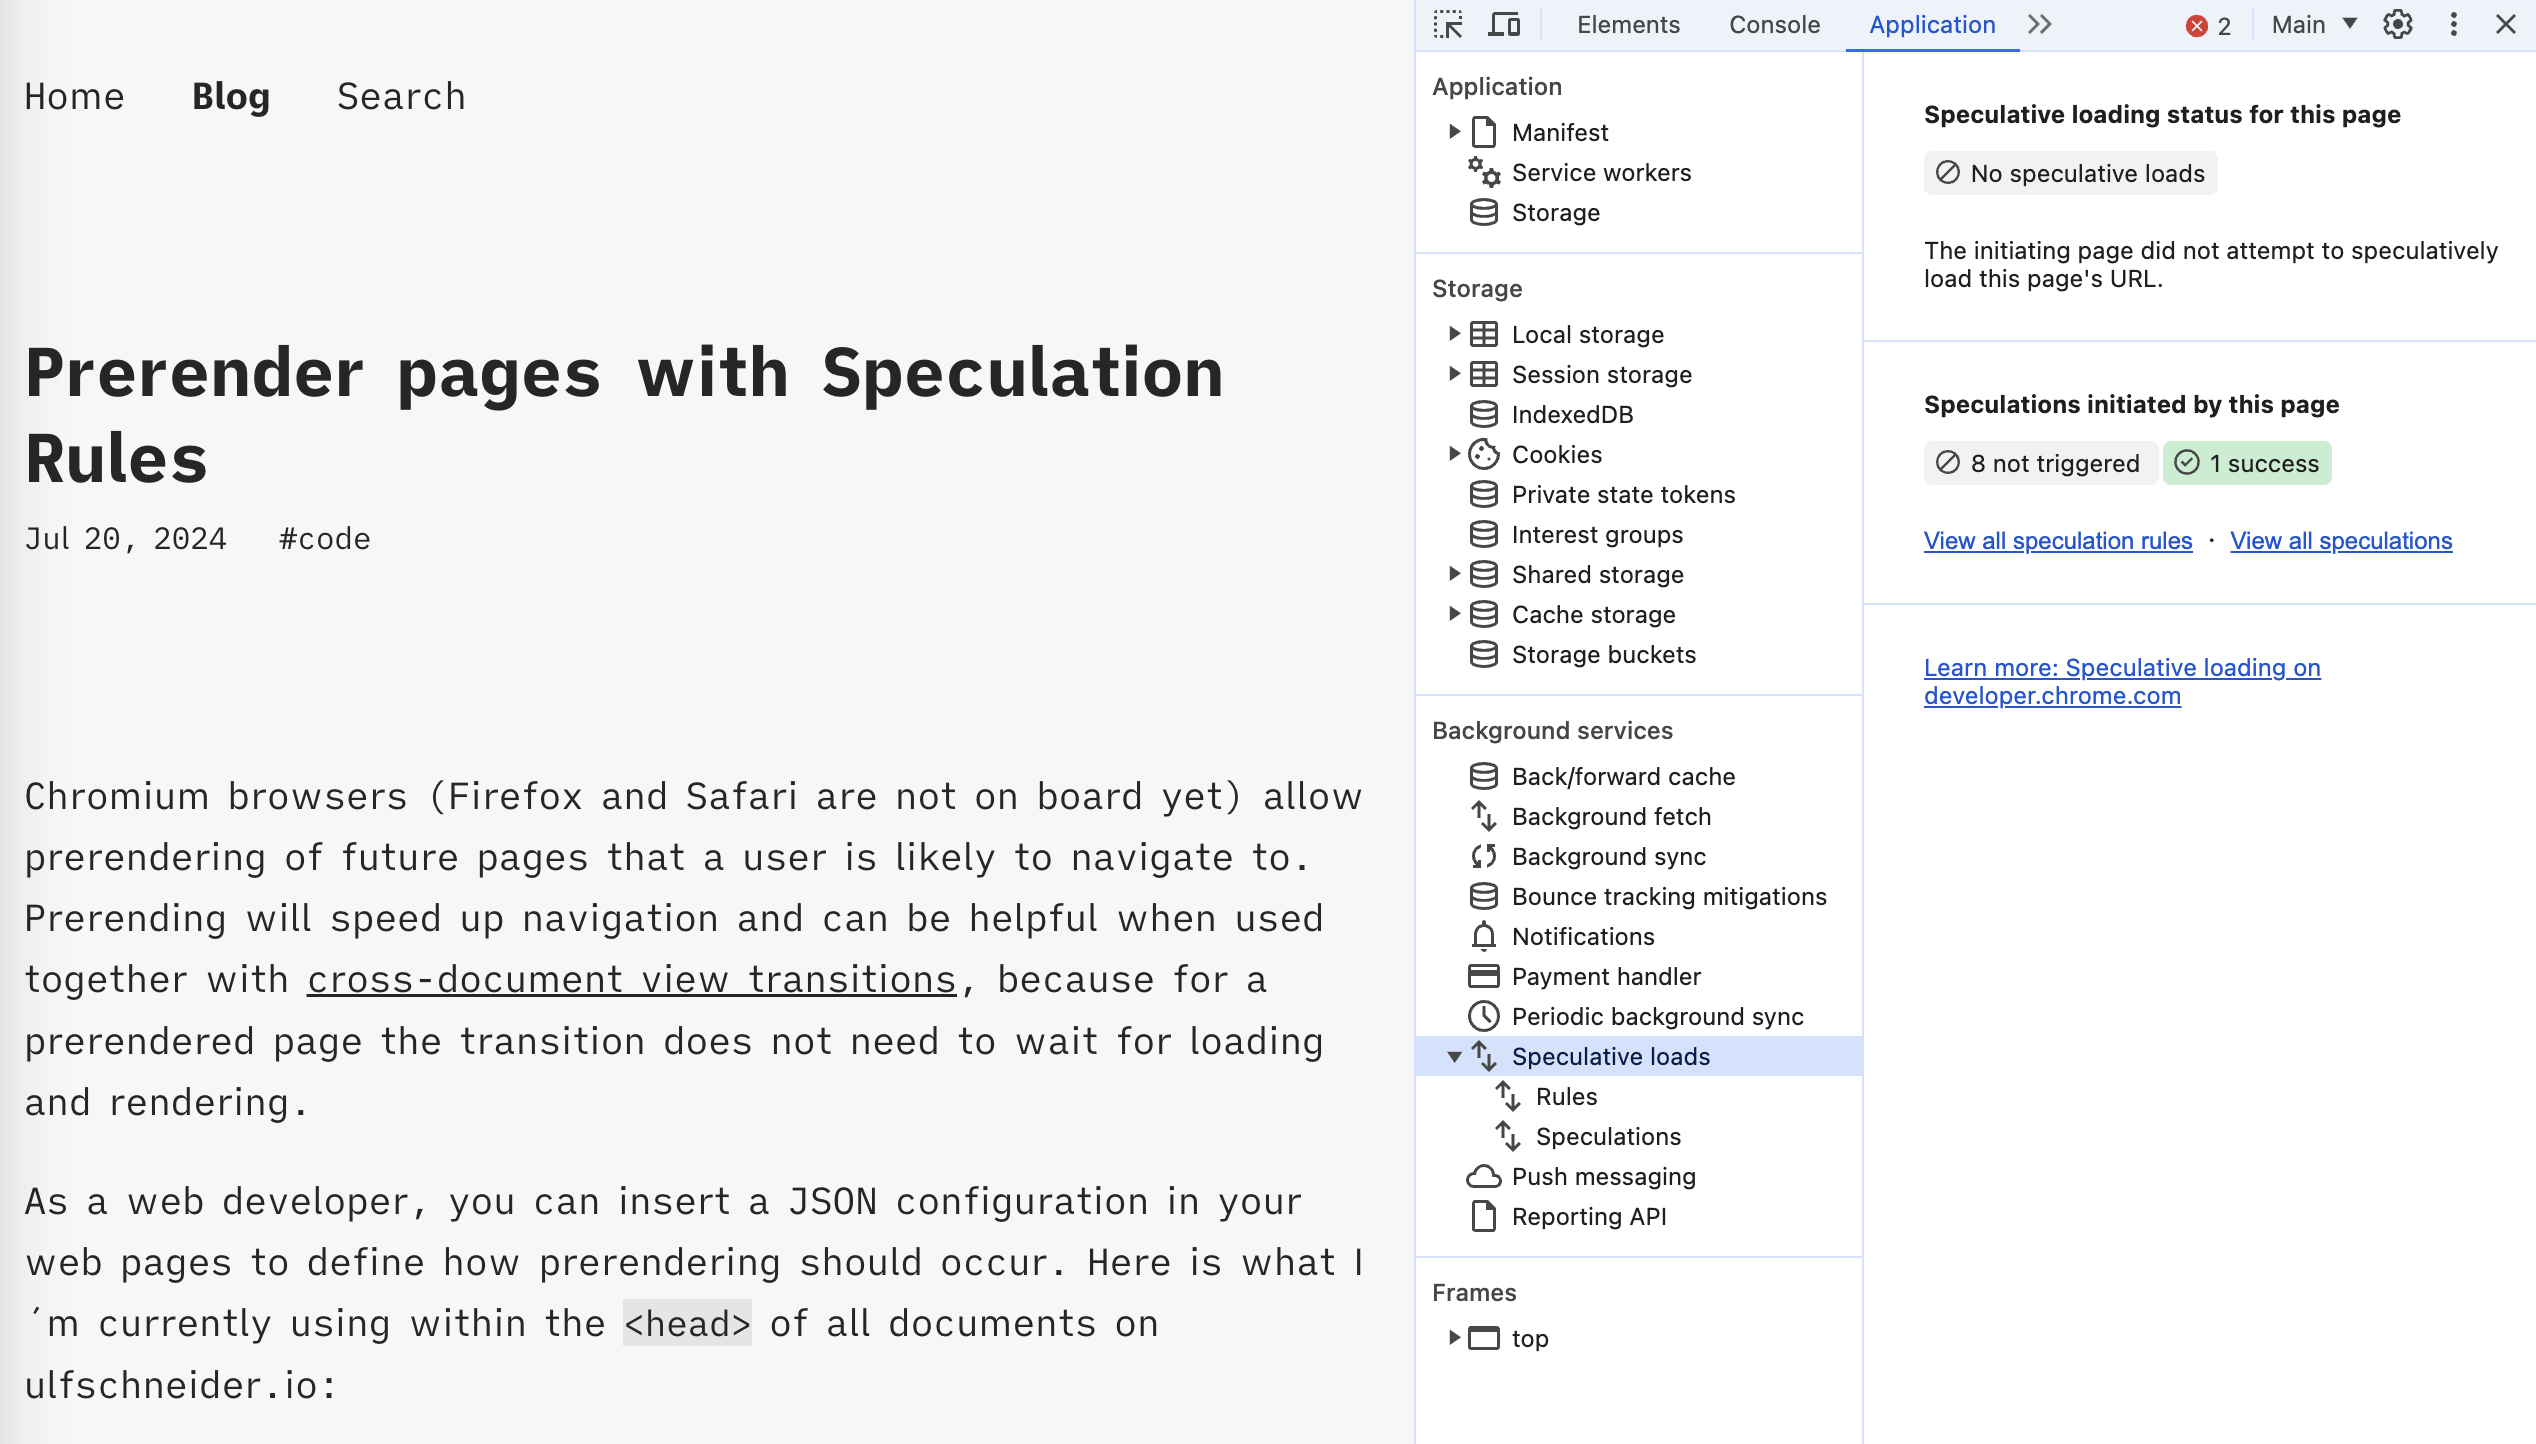 Home Blog Search
Prerender pages with Speculation
Rules
Jul 20, 2024 #code
Chromium browsers (Firefox and Safari are not on board yet) allow
prerendering of future pages that a user is likely to navigate to.
Prerending will speed up navigation and can be helpful when used
together with cross-document view transitions, because for a
prerendered page the transition does not need to wait for loading
and rendering.
As a web developer, you can insert a JSON configuration in your
web pages to define how prerendering should occur. Here is what I
´m currently using within the <head> of all documents on
ulfschneider.io:
Elements Console Application 2 Main
Application
Manifest
Service workers
Storage
Storage
Local storage
Session storage
IndexedDB
Cookies
Private state tokens
Interest groups
Shared storage
Cache storage
Storage buckets
Background services
Back/forward cache
Background fetch
Background sync
Bounce tracking mitigations
Notifications
Payment handler
Periodic background sync
Speculative loads
Rules
Speculations
Push messaging
Reporting API
Frames
top
Speculative loading status for this page
No speculative loads
The initiating page did not attempt to speculatively
load this page's URL.
Speculations initiated by this page
8 not triggered 1 success
View all speculation rules · View all speculations
Learn more: Speculative loading on
developer.chrome.com